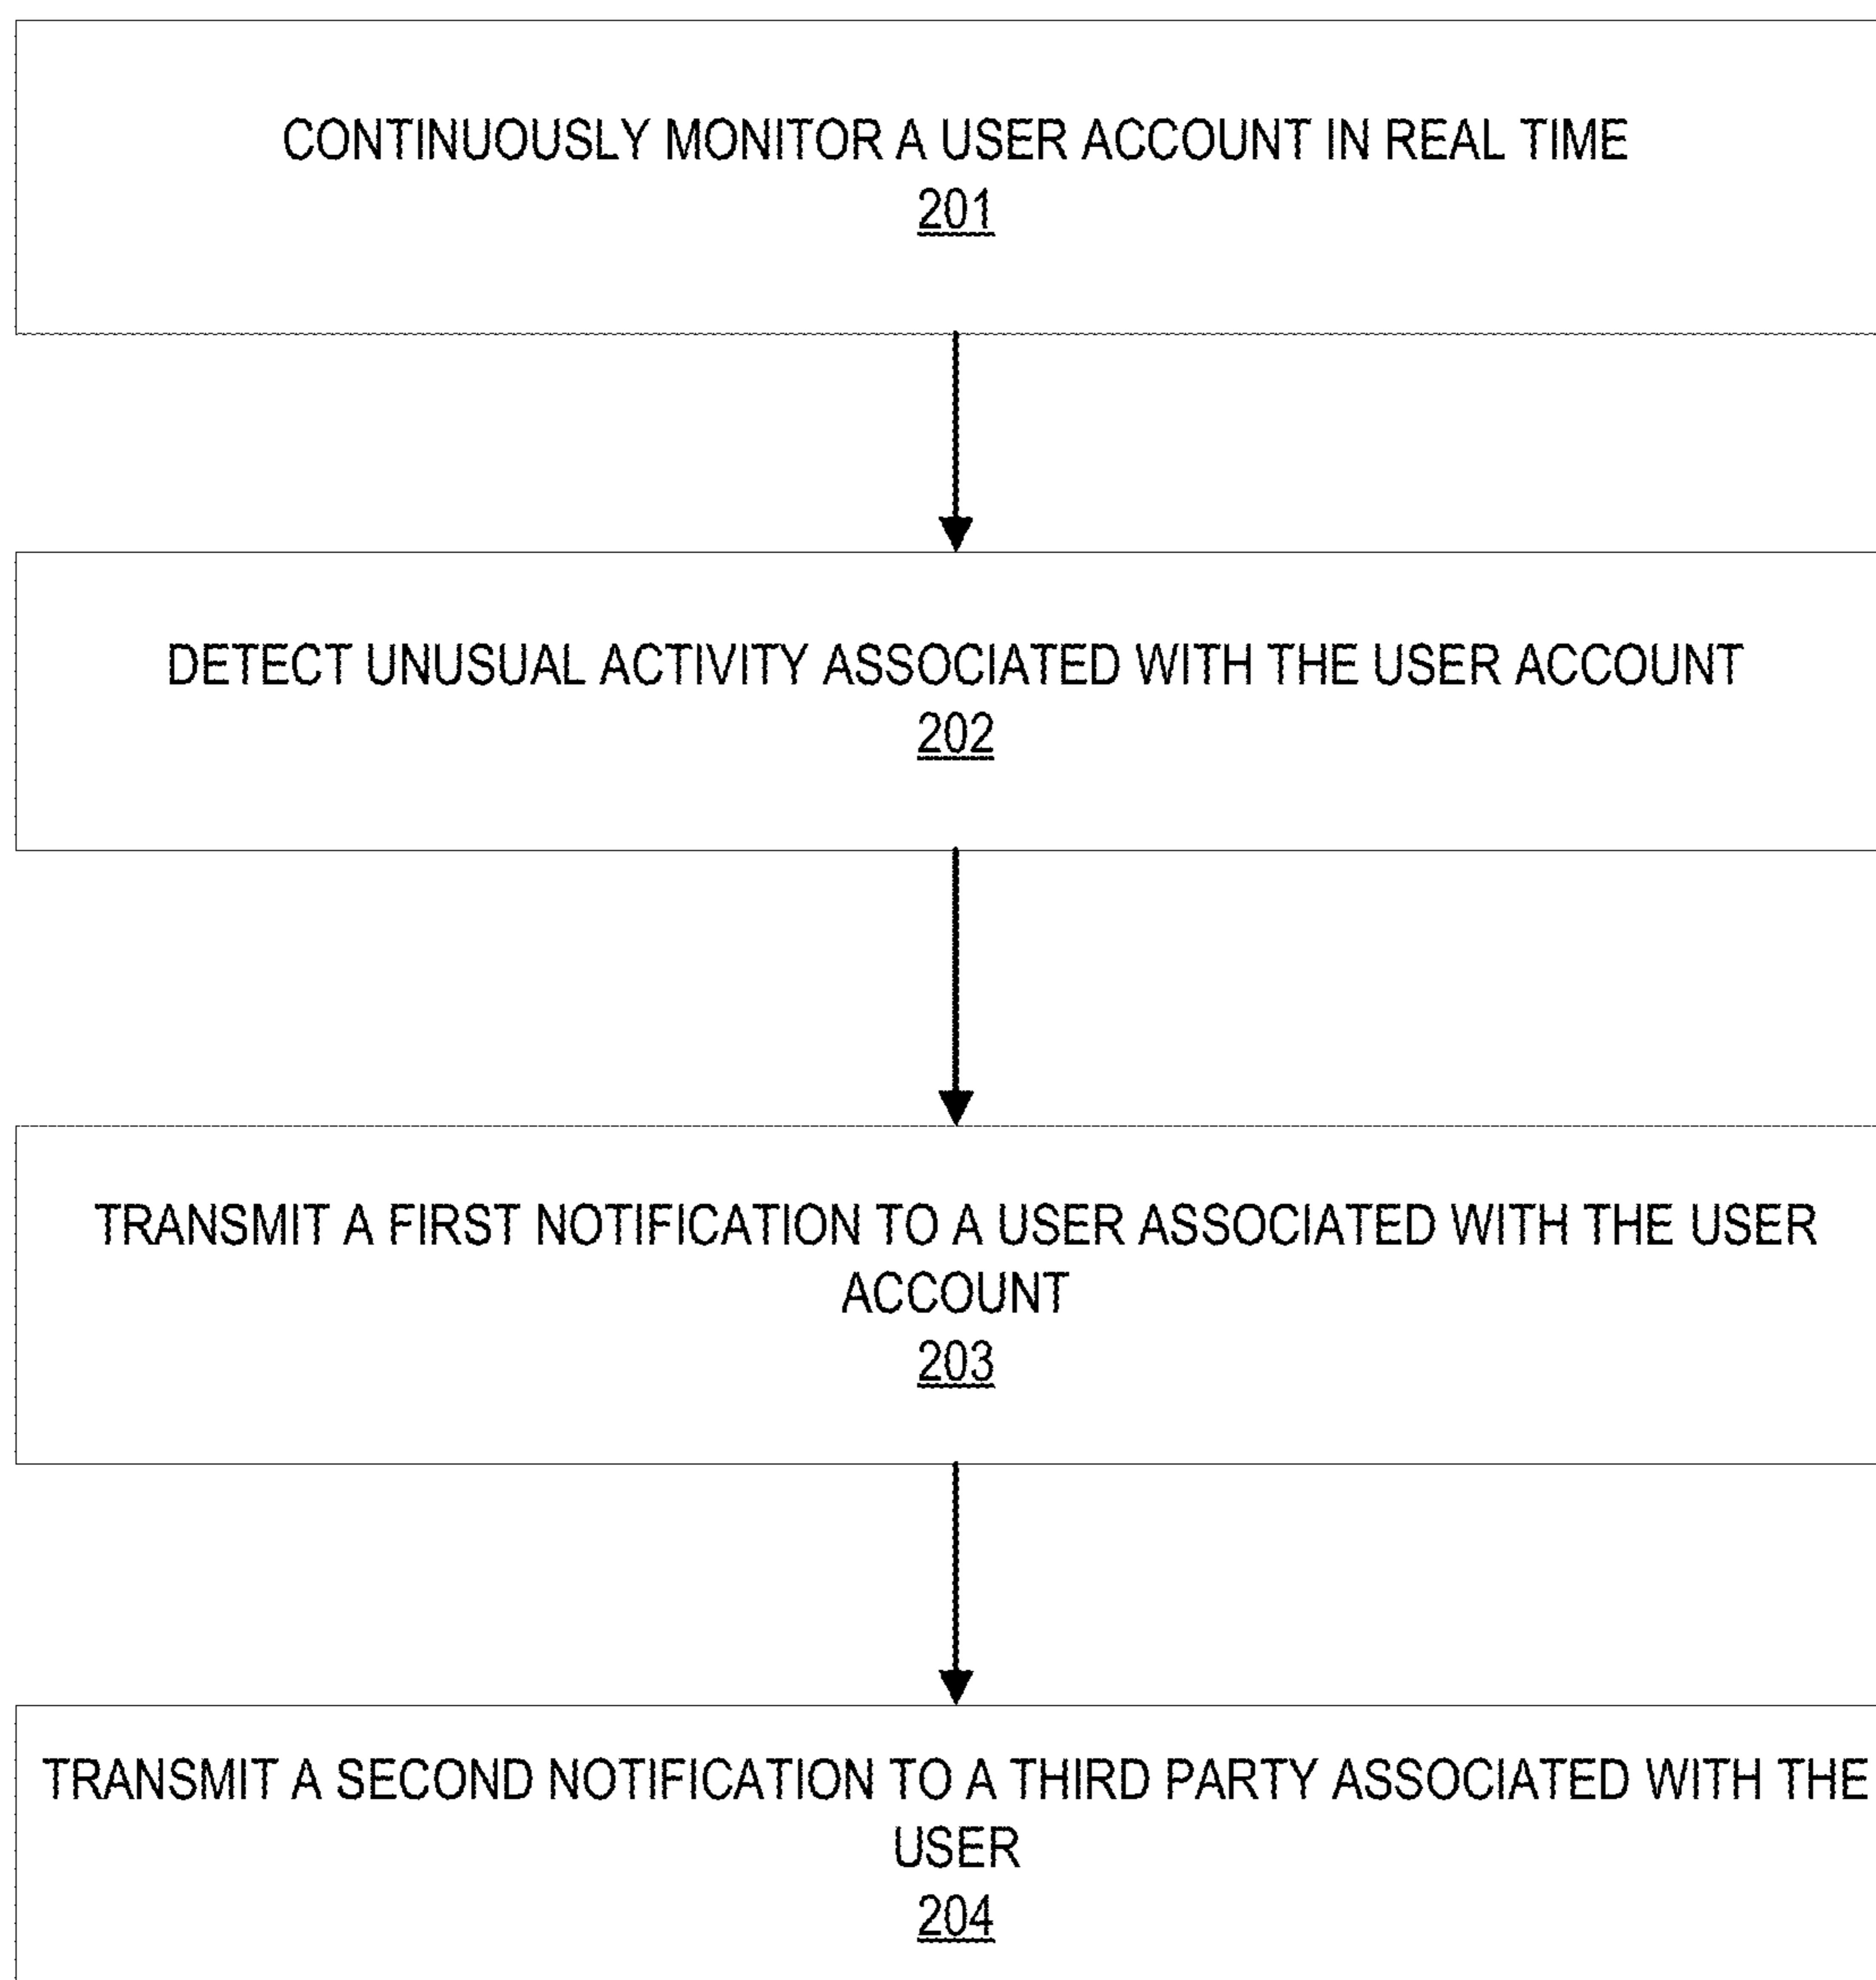 CONTINUOUSLY MONITOR A USER ACCOUNT IN REAL TIME
201
DETECT UNUSUAL ACTIVITY ASSOCIATED WITH THE USER ACCOUNT
202
TRANSMIT A FIRST NOTIFICATION TO A USER ASSOCIATED WITH THE USER
ACCOUNT
203
TRANSMIT A SECOND NOTIFICATION TO A THIRD PARTY ASSOCIATED WITH THE
USER
204